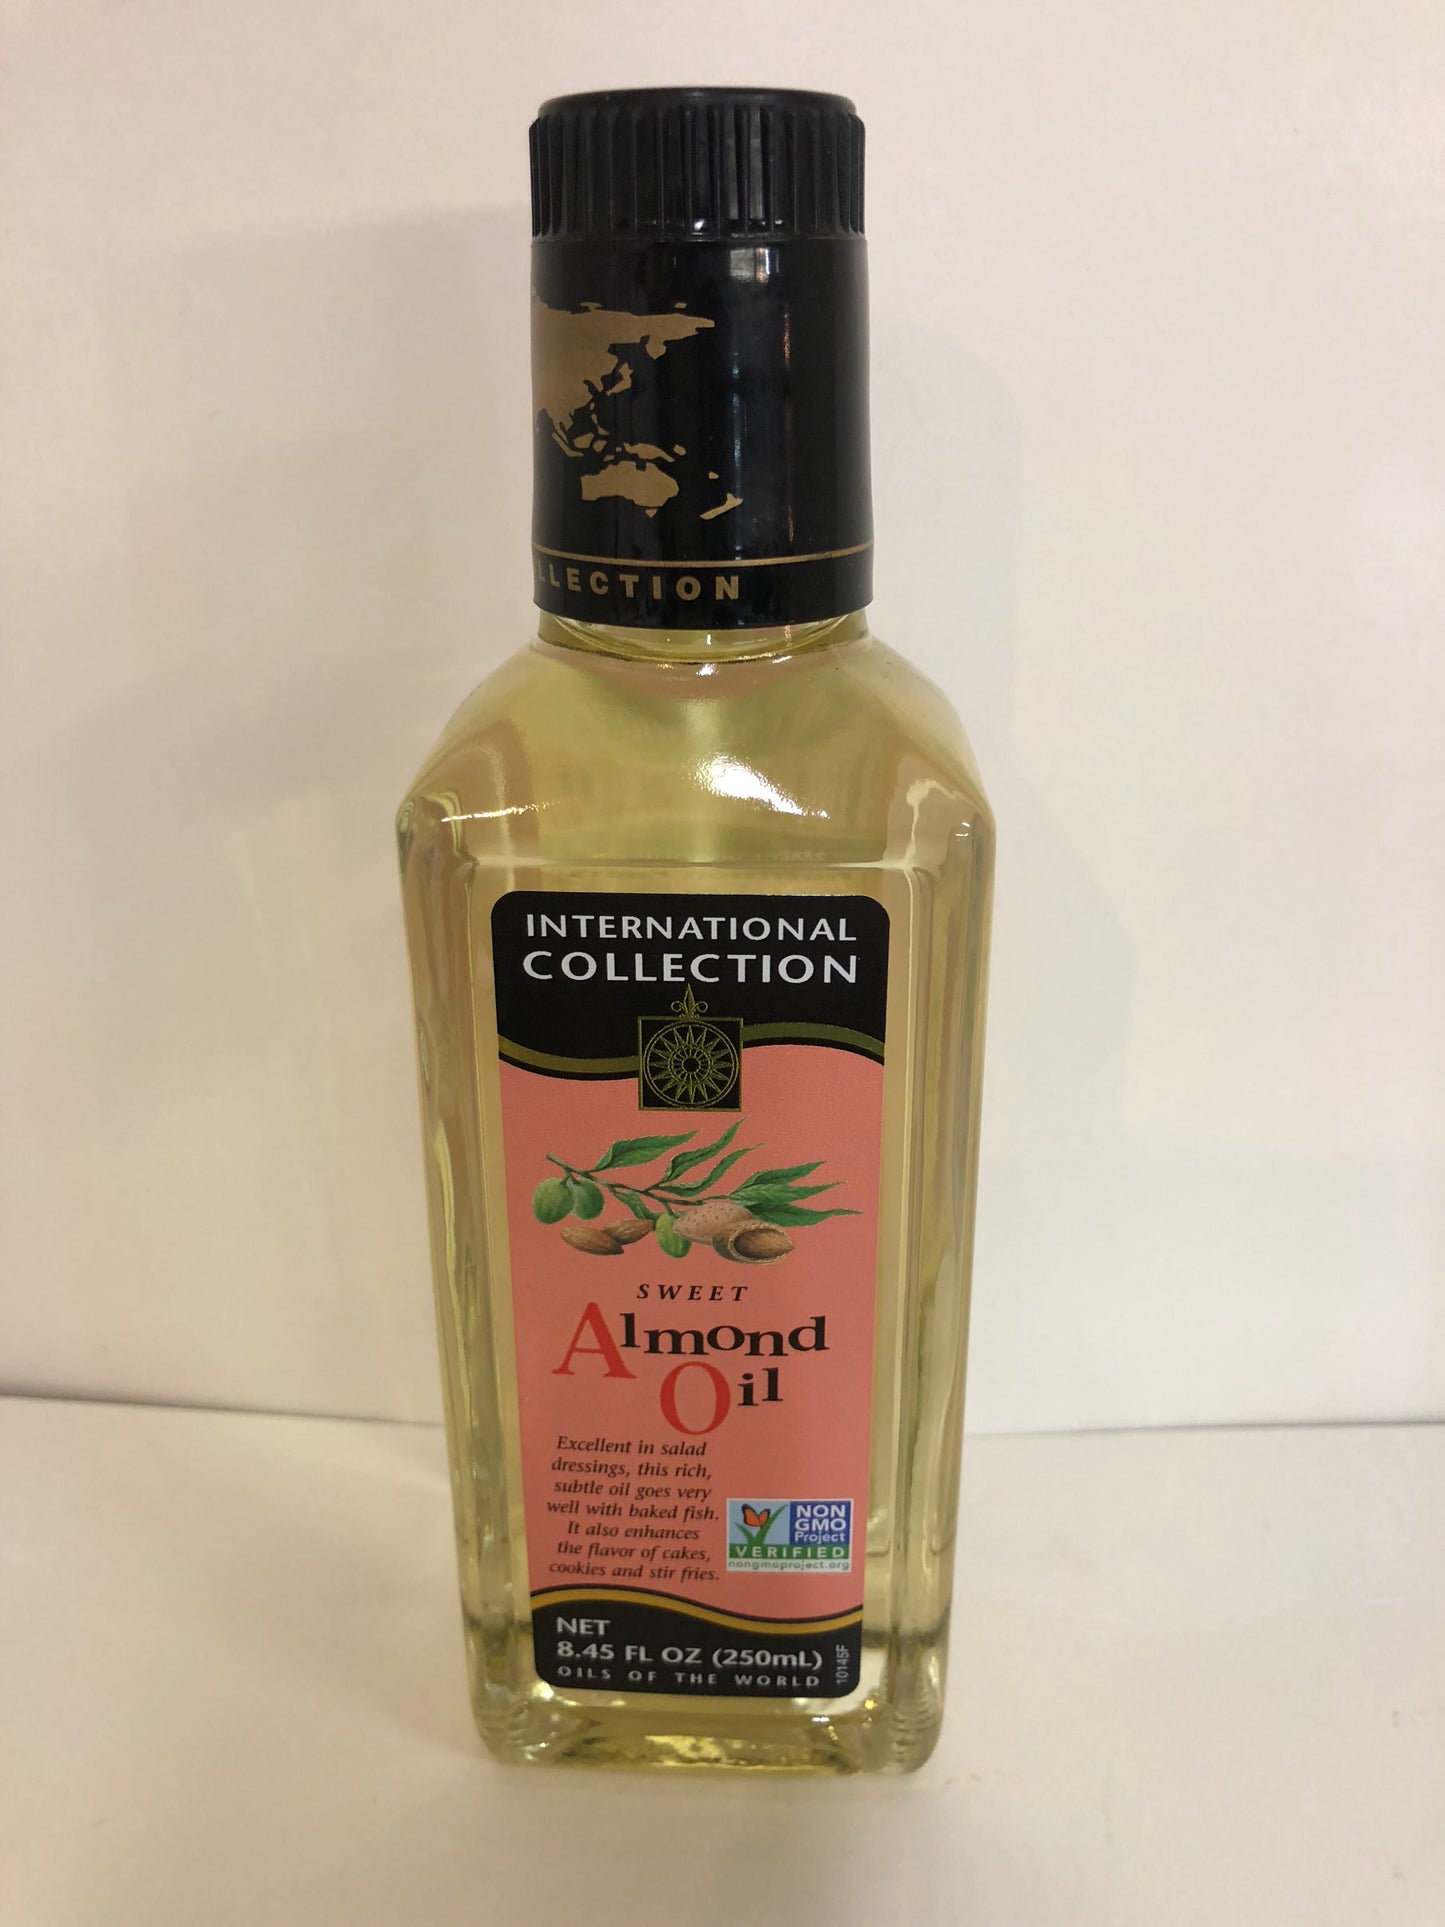 LLECTION
INTERNATIONAL
COLLECTION
SWEET
Almond
Oil
Excellent in salad
dressings, this rich,
subtle oil goes very
well with baked fish.
It also enhances
the flavor of cakes,
cookies and stir fries.
NON
GMO
Project
VERIFIED
nongmoproject.org
NET
8.45 FL OZ (250mL)
OILS OF THE WORLD
10145F